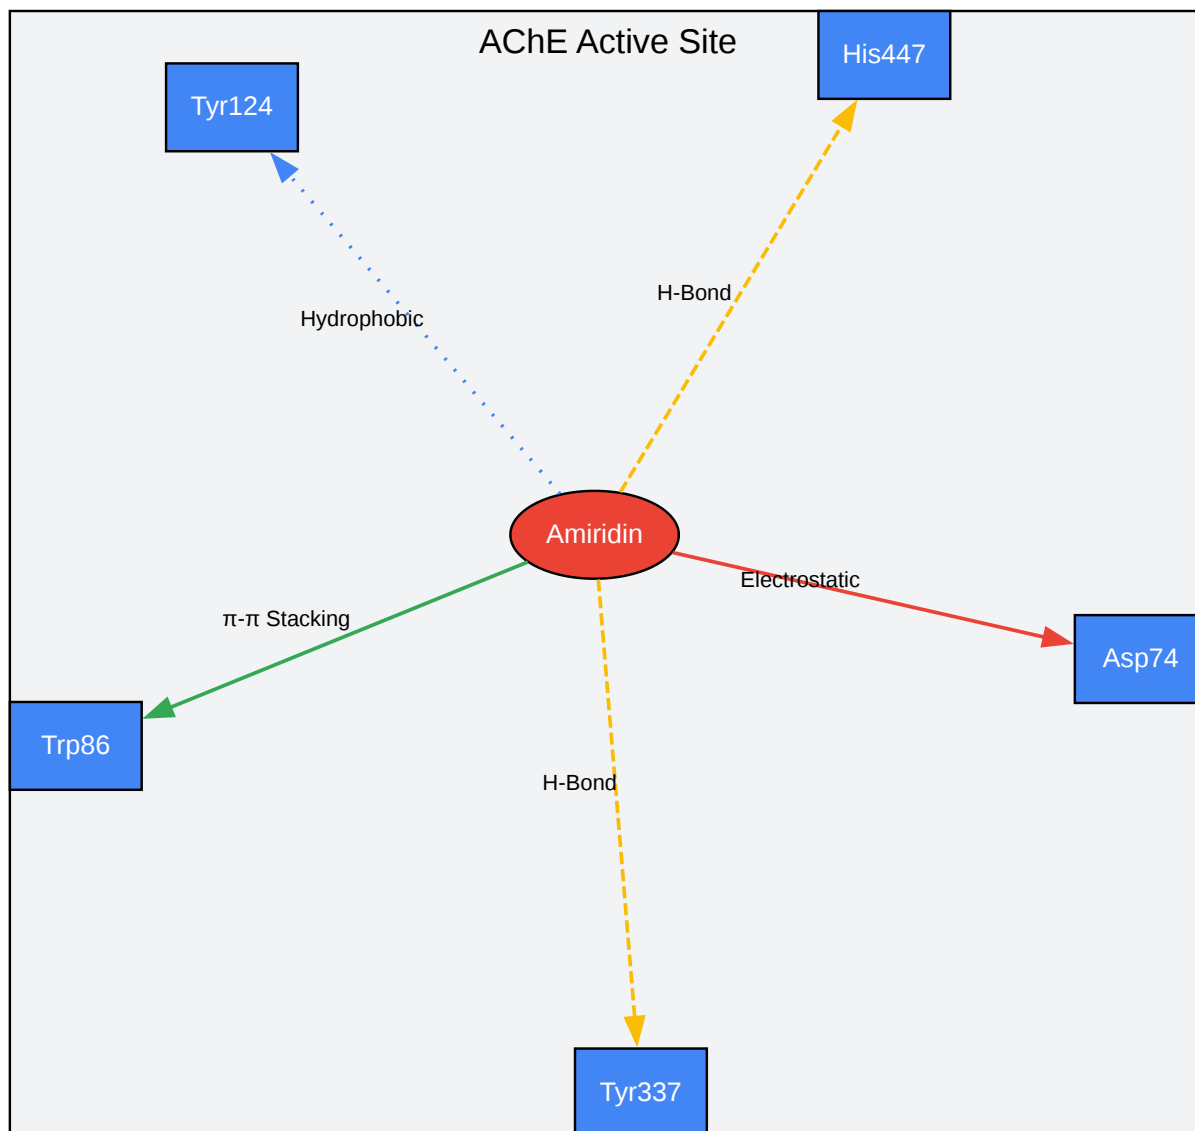 AChE Active Site
His447
Tyr124
H-Bond
Hydrophobic
Amiridin
Electrostatic
π-π Stacking
Asp74
Trp86
H-Bond
Tyr337